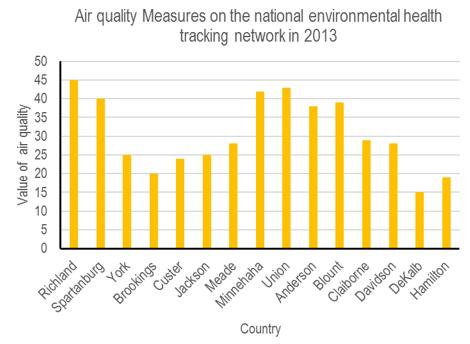 Air quality Measures on the national environmental health
tracking network in 2013
Value of air quality
50
45
40
35
30
25
20
15
10
5
0
Richland
Spartanburg
York
Brookings
Custer
Jackson
Meade
Minnehaha
Union
Anderson
Blount
Claiborne
Davidson
DeKalb
Hamilton
Country